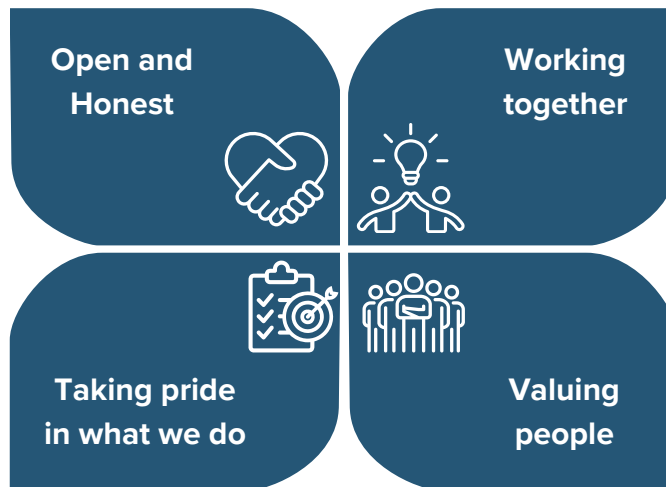 Open and
Honest
Working
together
Taking pride
in what we do
Valuing
people